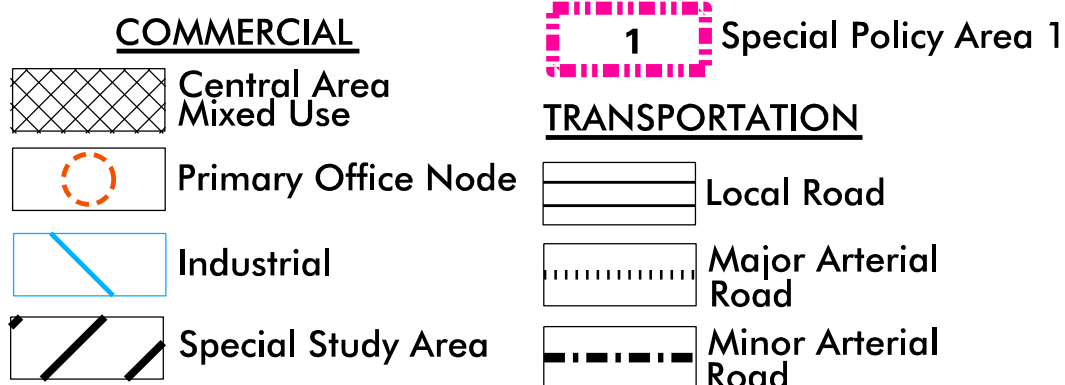 COMMERCIAL
Central Area
Mixed Use
Primary Office Node
Industrial
Special Study Area
1
Special Policy Area 1
TRANSPORTATION
Local Road
Major Arterial
Road
Minor Arterial
Road